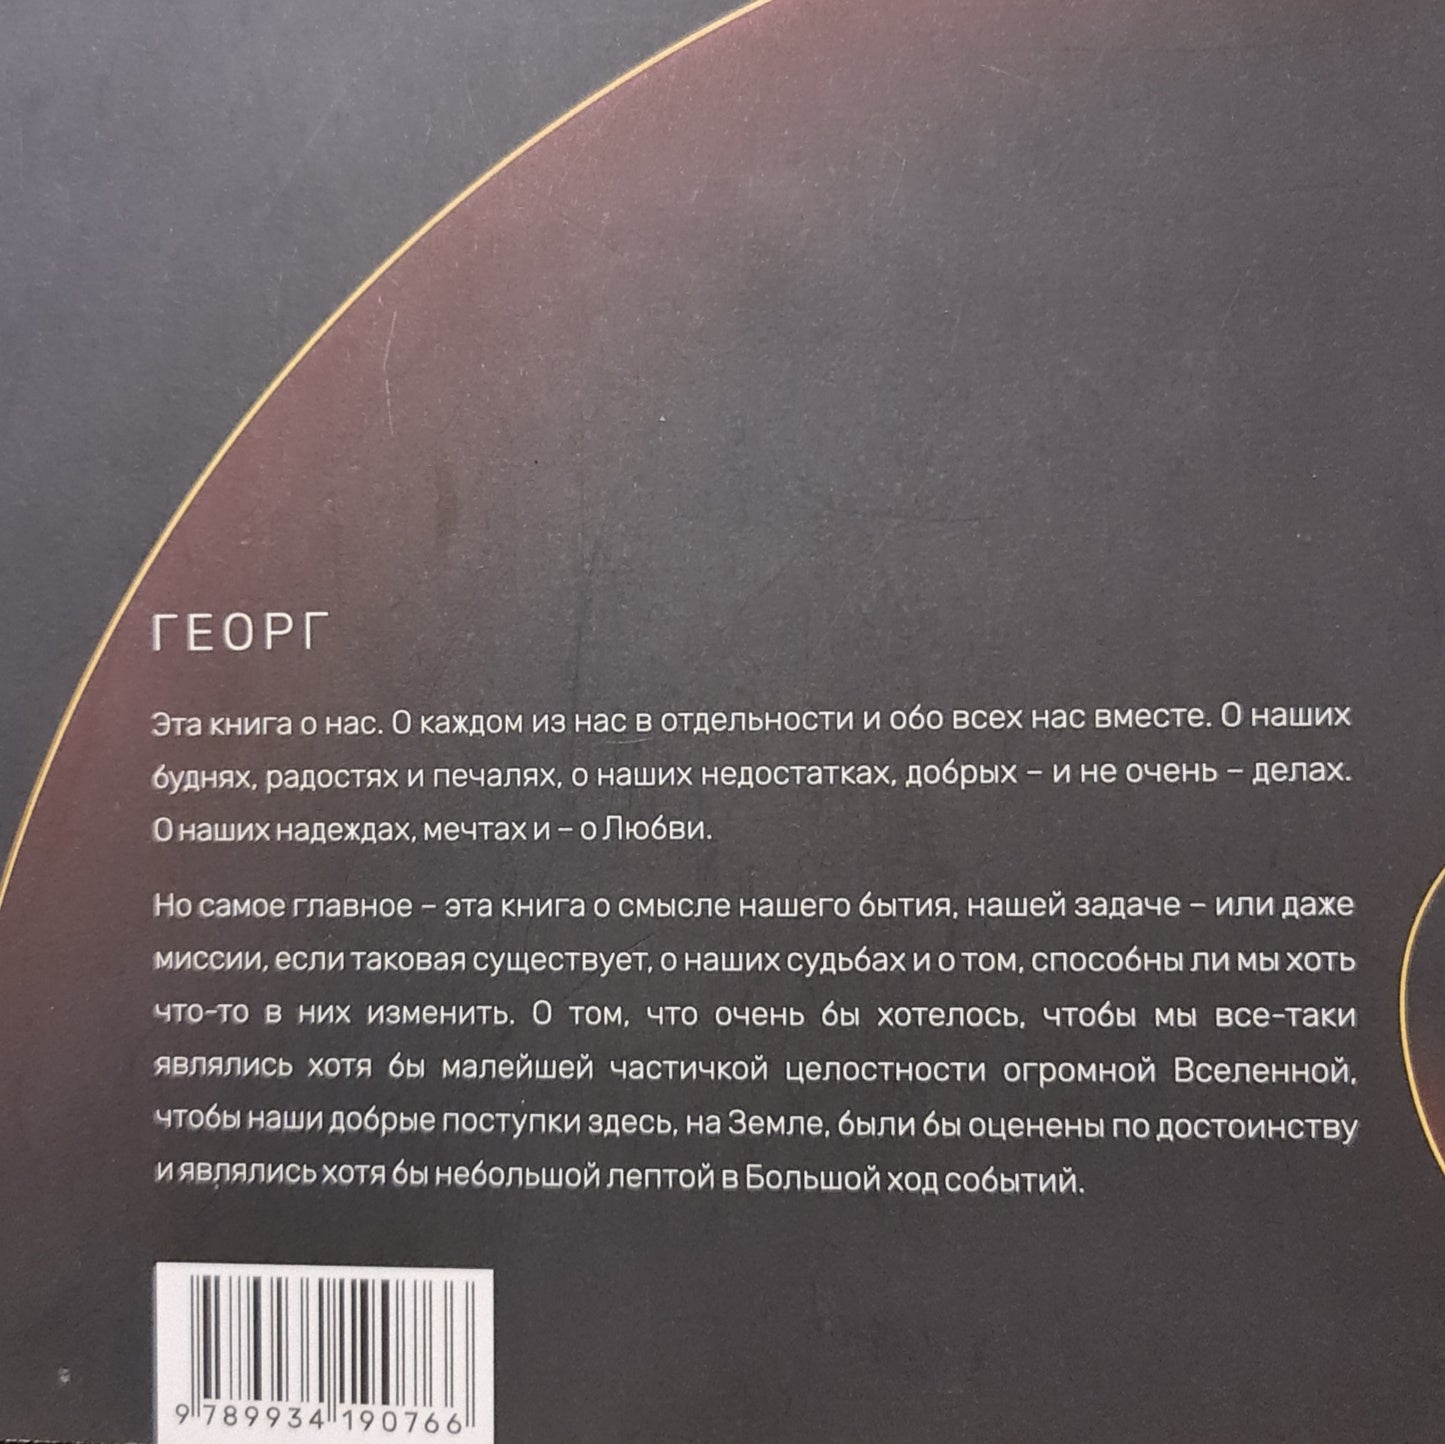 ГЕОРГ
Эта книга о нас. О каждом из нас в отдельности и обо всех нас вместе. О наших
буднях, радостях и печалях, о наших недостатках, добрых – и не очень – делах.
О наших надеждах, мечтах и – о Любви.
Но самое главное – эта книга о смысле нашего бытия, нашей задаче – или даже
миссии, если таковая существует, о наших судьбах и о том, способны ли мы хоть
что-то в них изменить. О том, что очень бы хотелось, чтобы мы все-таки
являлись хотя бы малейшей частичкой целостности огромной Вселенной,
чтобы наши добрые поступки здесь, на Земле, были бы оценены по достоинству
и являлись хотя бы небольшой лептой в Большой ход событий.
9 789934 190766